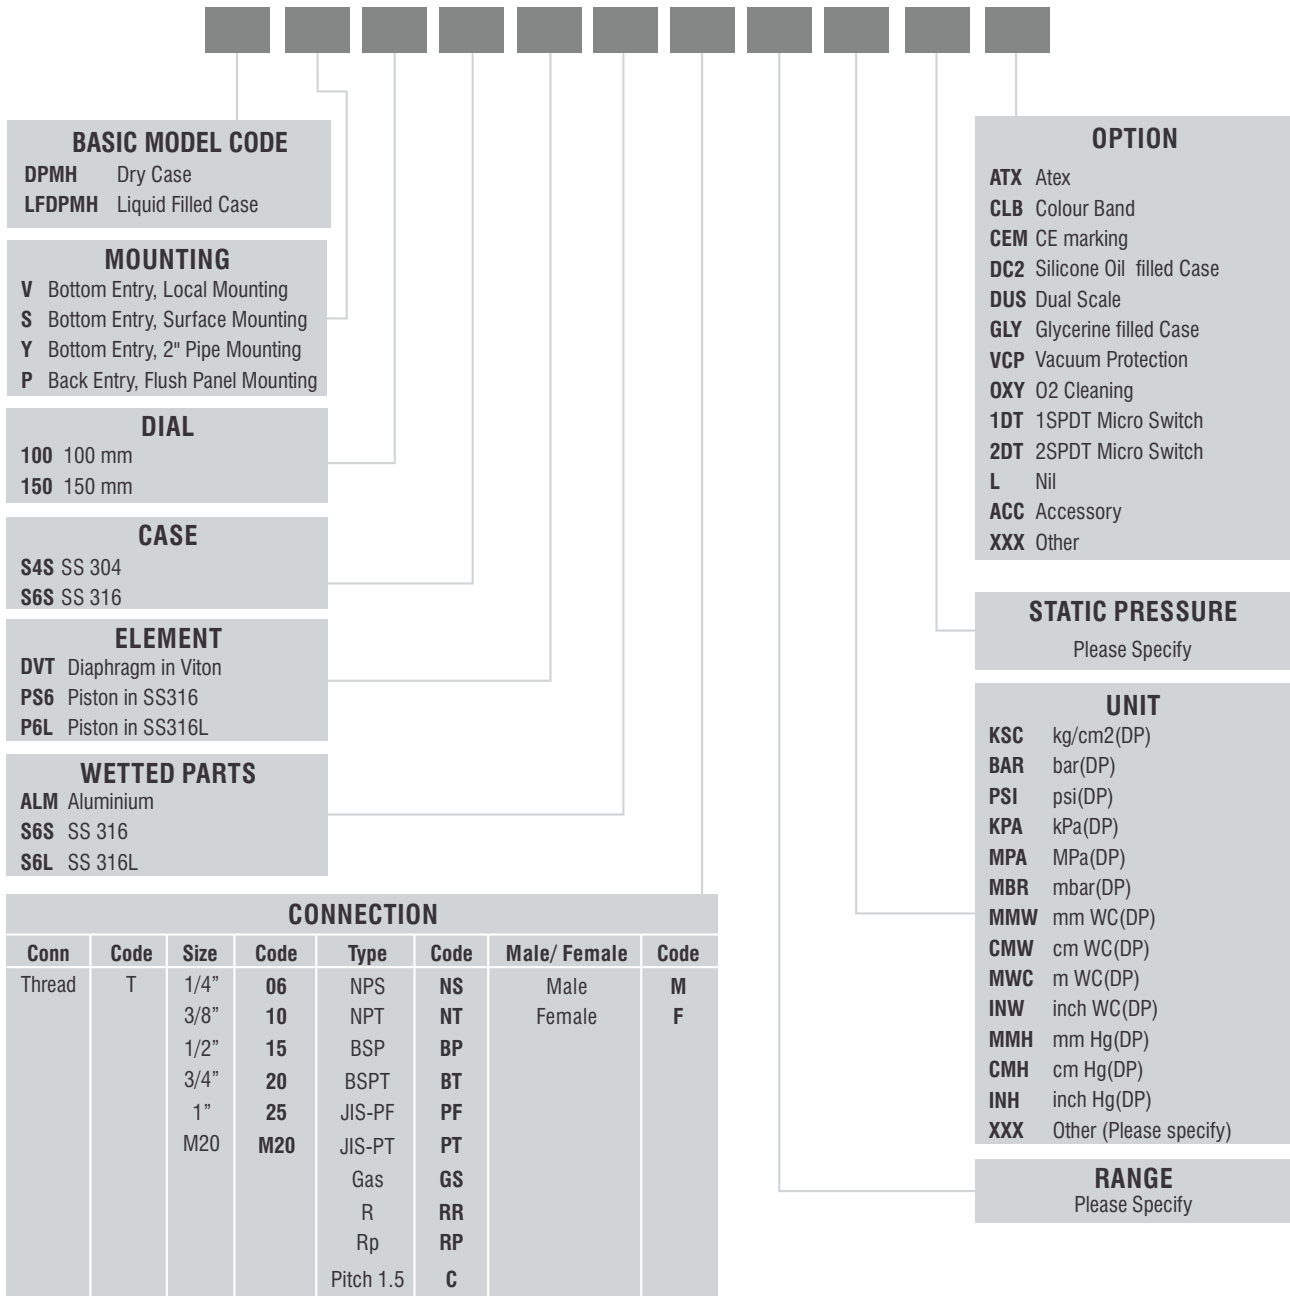 BASIC MODEL CODE
DPMH Dry Case
LFDPMH Liquid Filled Case
MOUNTING
V Bottom Entry, Local Mounting
S Bottom Entry, Surface Mounting
Y Bottom Entry, 2" Pipe Mounting
P Back Entry, Flush Panel Mounting
DIAL
100 100 mm
150 150 mm
CASE
S4S SS 304
S6S SS 316
ELEMENT
DVT Diaphragm in Viton
PS6 Piston in SS316
P6L Piston in SS316L
WETTED PARTS
ALM Aluminium
S6S SS 316
S6L SS 316L
CONNECTION
Conn Code Size Code Type Code Male/ Female Code
Thread T 1/4” 06 NPS NS Male M
3/8” 10 NPT NT Female F
1/2” 15 BSP BP
3/4” 20 BSPT BT
1” 25 JIS-PF PF
M20 M20 JIS-PT PT
Gas GS
R RR
Rp RP
Pitch 1.5 C
OPTION
ATX Atex
CLB Colour Band
CEM CE marking
DC2 Silicone Oil filled Case
DUS Dual Scale
GLY Glycerine filled Case
VCP Vacuum Protection
OXY O2 Cleaning
1DT 1SPDT Micro Switch
2DT 2SPDT Micro Switch
L Nil
ACC Accessory
XXX Other
STATIC PRESSURE
Please Specify
UNIT
KSC kg/cm2(DP)
BAR bar(DP)
PSI psi(DP)
KPA kPa(DP)
MPA MPa(DP)
MBR mbar(DP)
MMW mm WC(DP)
CMW cm WC(DP)
MWC m WC(DP)
INW inch WC(DP)
MMH mm Hg(DP)
CMH cm Hg(DP)
INH inch Hg(DP)
XXX Other (Please specify)
RANGE
Please Specify